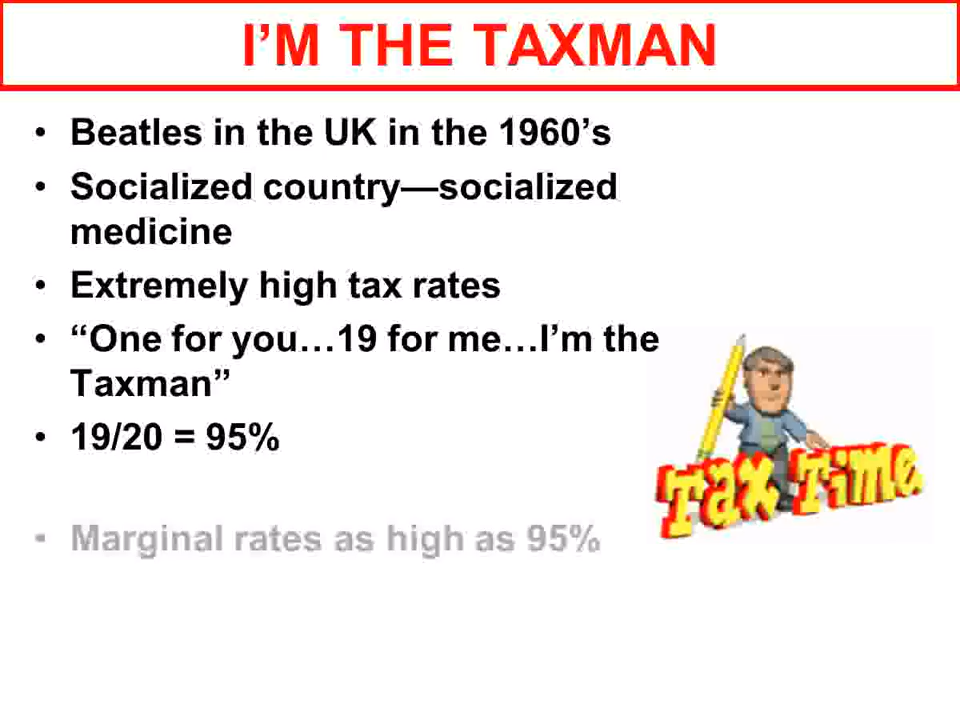 I’M THE TAXMAN
• Beatles in the UK in the 1960’s
• Socialized country—socialized
medicine
• Extremely high tax rates
• “One for you…19 for me…I’m the
Taxman”
• 19/20 = 95%
Tax Time
• Marginal rates as high as 95%